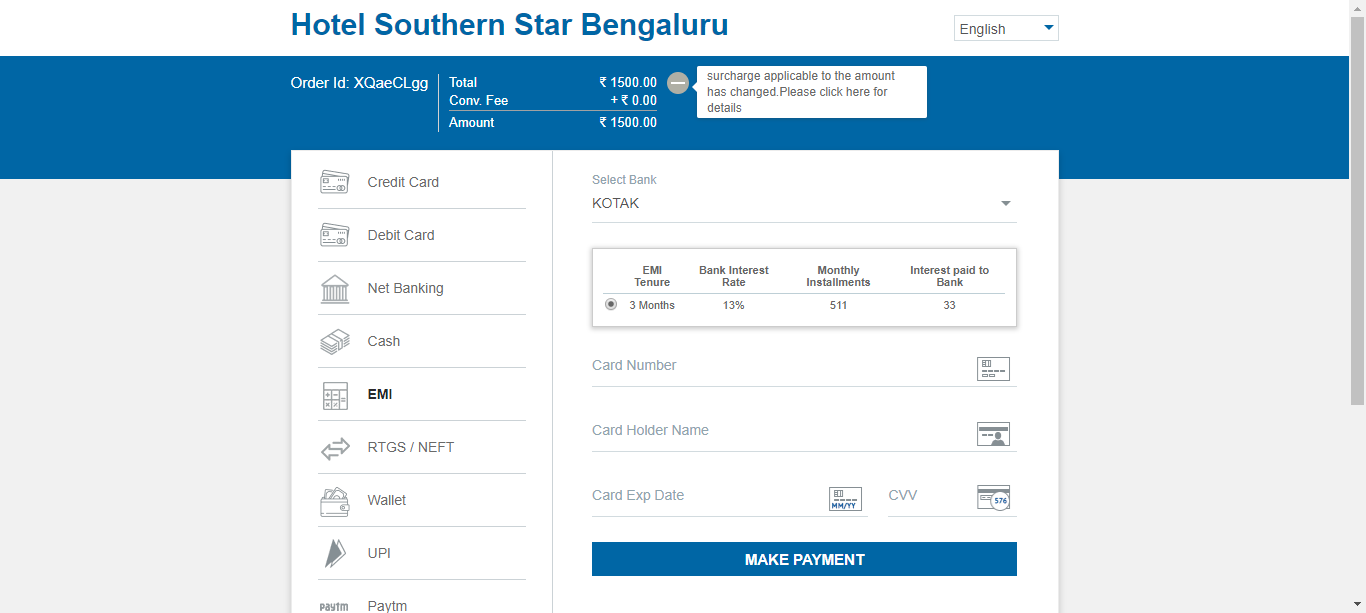 Hotel Southern Star Bengaluru
English
Order Id: XQaeCLgg
Total ₹ 1500.00
Conv. Fee + ₹ 0.00
Amount ₹ 1500.00
surcharge applicable to the amount
has changed.Please click here for
details
Credit Card
Debit Card
Net Banking
Cash
EMI
RTGS / NEFT
Wallet
UPI
paytm Paytm
Select Bank
KOTAK
EMI Tenure Bank Interest Rate Monthly Installments Interest paid to Bank
3 Months 13% 511 33
Card Number
Card Holder Name
Card Exp Date MM/YY CVV 576
MAKE PAYMENT